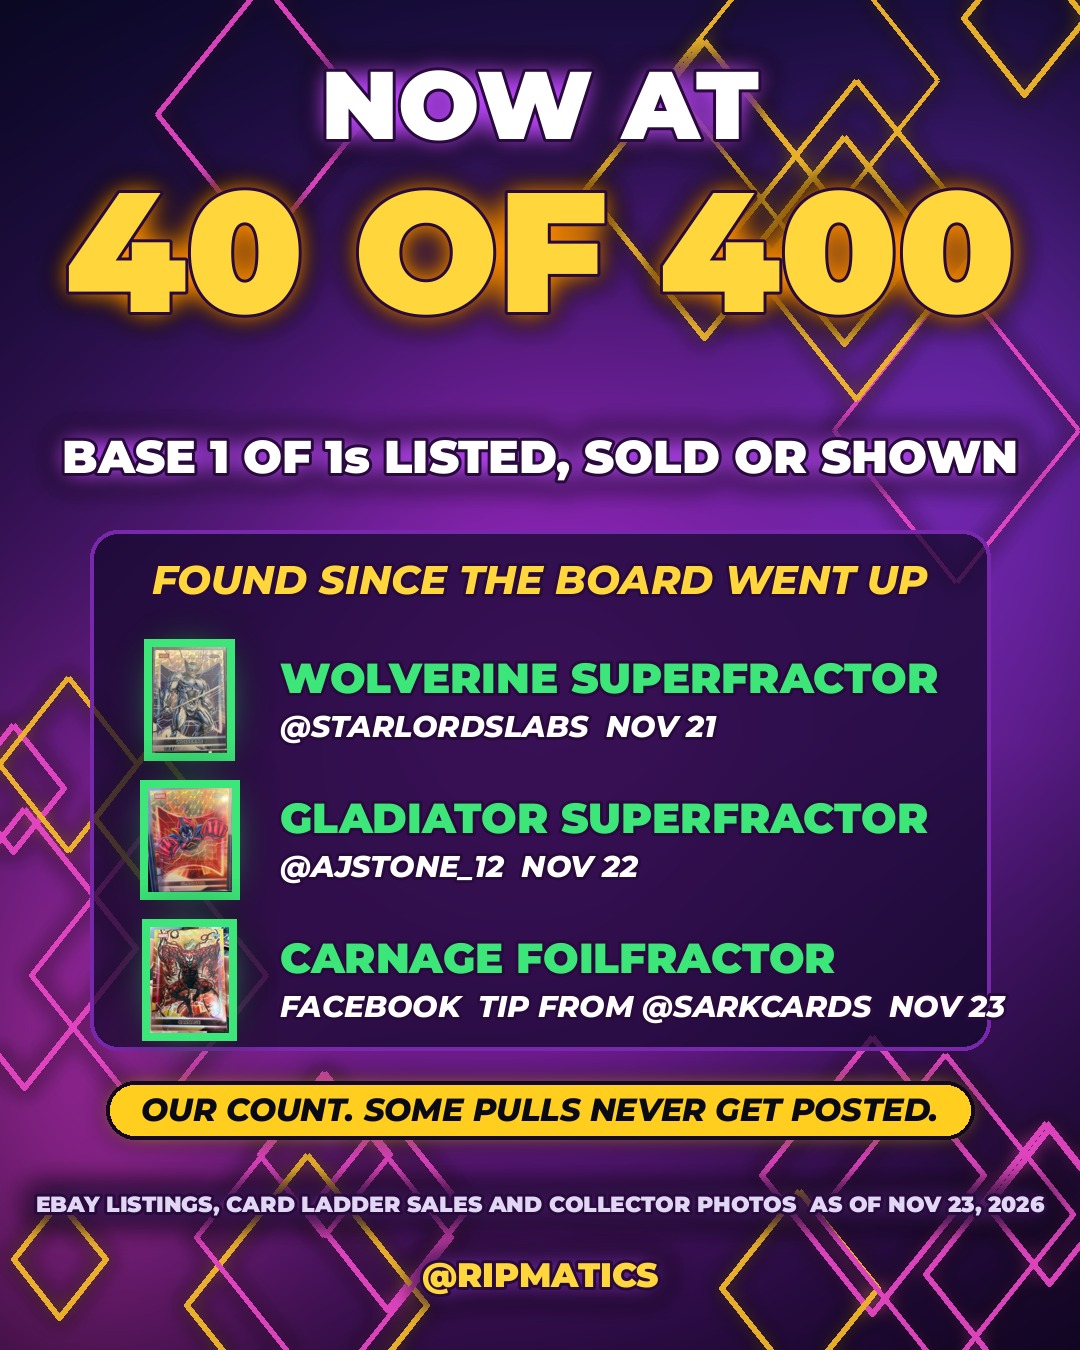 NOW AT
40 OF 400
BASE 1 OF 1s LISTED, SOLD OR SHOWN
FOUND SINCE THE BOARD WENT UP
WOLVERINE SUPERFRACTOR
@STARLORDSLABS NOV 21
GLADIATOR SUPERFRACTOR
@AJSTONE_12 NOV 22
CARNAGE FOILFRACTOR
FACEBOOK TIP FROM @SARKCARDS NOV 23
OUR COUNT. SOME PULLS NEVER GET POSTED.
EBAY LISTINGS, CARD LADDER SALES AND COLLECTOR PHOTOS AS OF NOV 23, 2026
@RIPMATICS